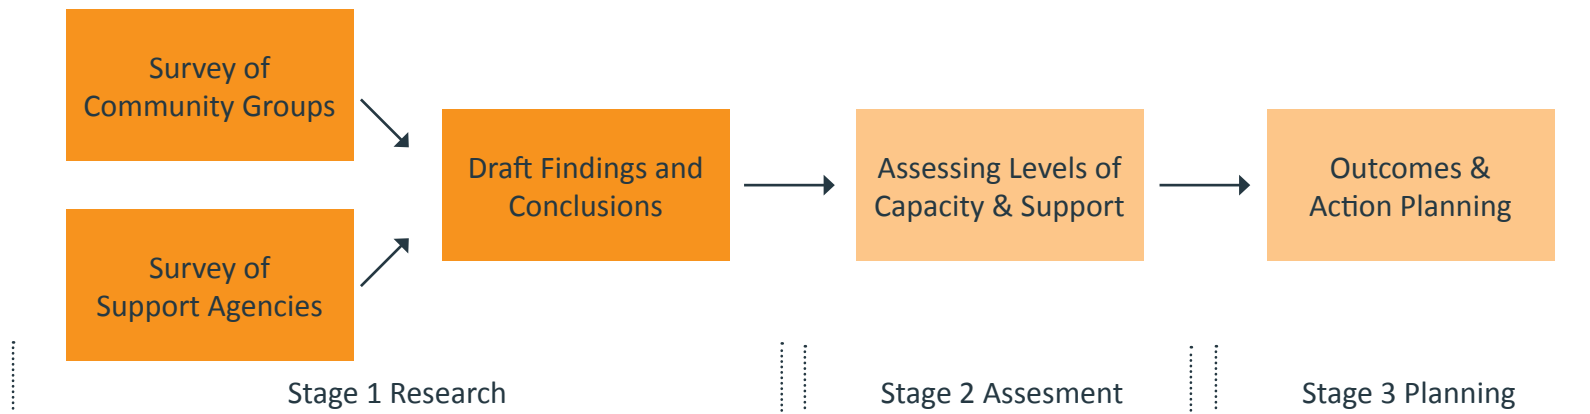 Survey of
Community Groups
Survey of
Support Agencies
Draft Findings and
Conclusions
Assessing Levels of
Capacity & Support
Outcomes &
Action Planning
Stage 1 Research
Stage 2 Assesment
Stage 3 Planning